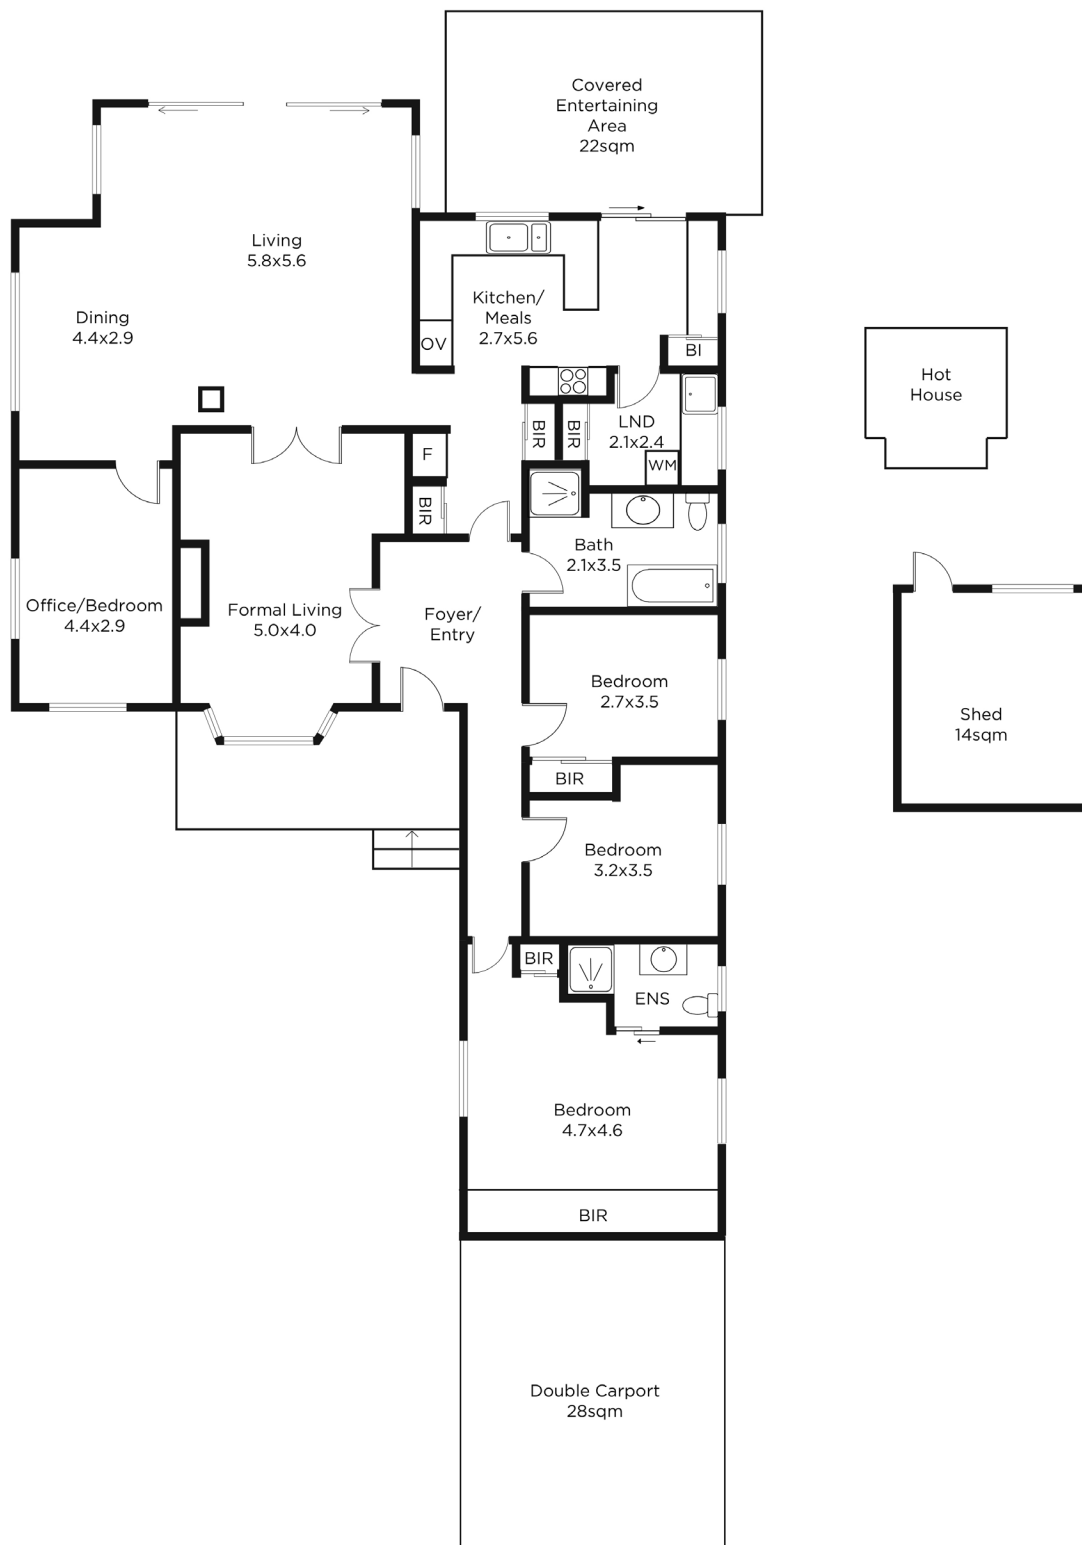 Covered
Entertaining
Area
22sqm
Living
5.8x5.6
Dining
4.4x2.9
Kitchen/
Meals
2.7x5.6
OV
BI
Hot
House
LND
2.1x2.4
BIR
BIR
WM
F
BIR
Bath
2.1x3.5
Office/Bedroom
4.4x2.9
Formal Living
5.0x4.0
Foyer/
Entry
Bedroom
2.7x3.5
Shed
14sqm
BIR
Bedroom
3.2x3.5
BIR
ENS
Bedroom
4.7x4.6
BIR
Double Carport
28sqm